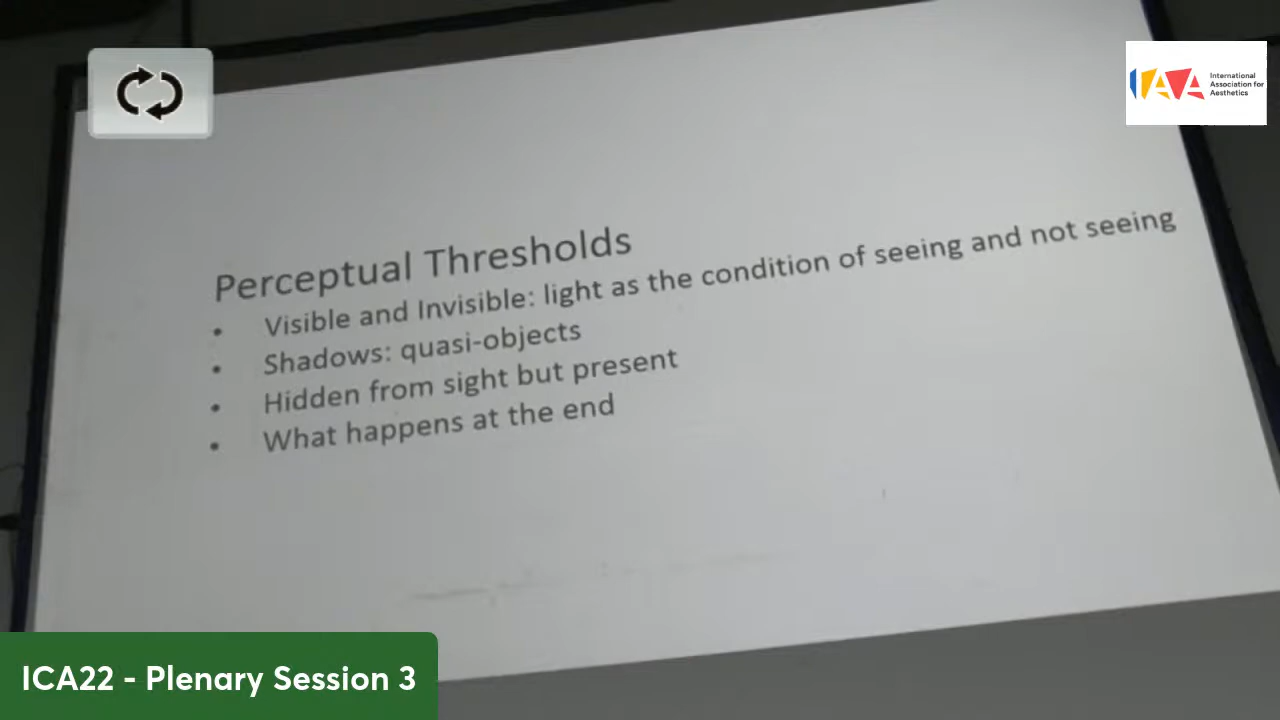 International
Association for
Aesthetics
Perceptual Thresholds
• Visible and Invisible: light as the condition of seeing and not seeing
• Shadows: quasi-objects
• Hidden from sight but present
• What happens at the end
ICA22 - Plenary Session 3